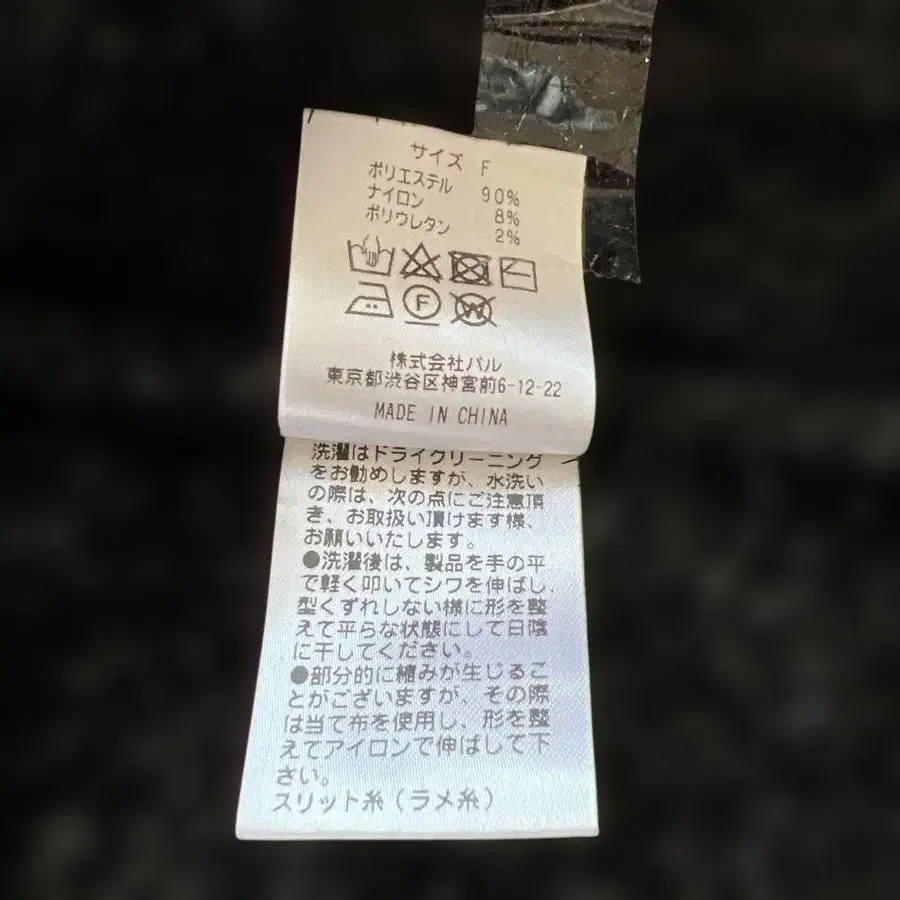 サイズ F
ポリエステル 90%
ナイロン 8%
ポリウレタン 2%
F
W
株式会社パル
東京都渋谷区神宮前6-12-22
MADE IN CHINA
洗濯はドライクリーニング
をお勧めしますが、水洗い
の際は、次の点にご注意頂
き、お取扱い頂けます様、
お願いいたします。
●洗濯後は、製品を手の平
で軽く叩いてシワを伸ばし、
型くずれしない様に形を整
えて平らな状態にして日陰
に干してください。
●部分的に縮みが生じるこ
とがございますが、その際
は当て布を使用し、形を整
えてアイロンで伸ばして下
さい。
スリット糸（ラメ糸）